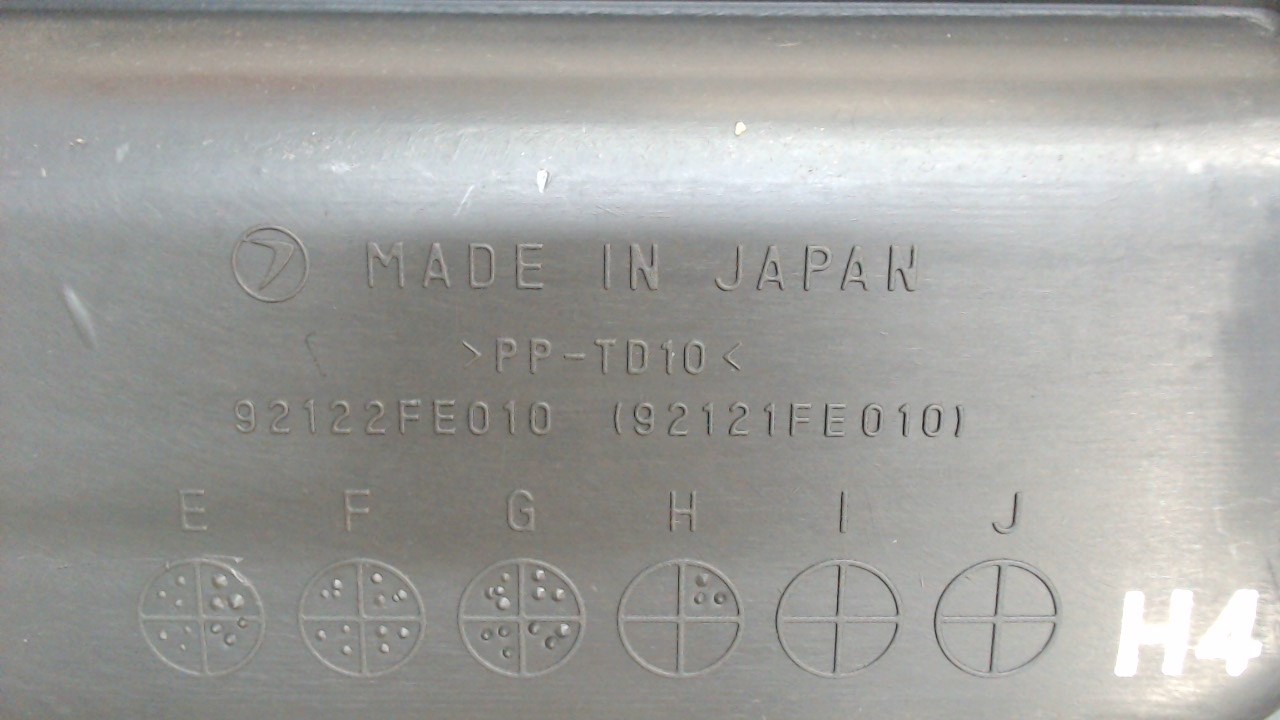 MADE IN JAPAN
>PP-TD10<
92122FE010 (92121FE010)
E F G H I J
H4